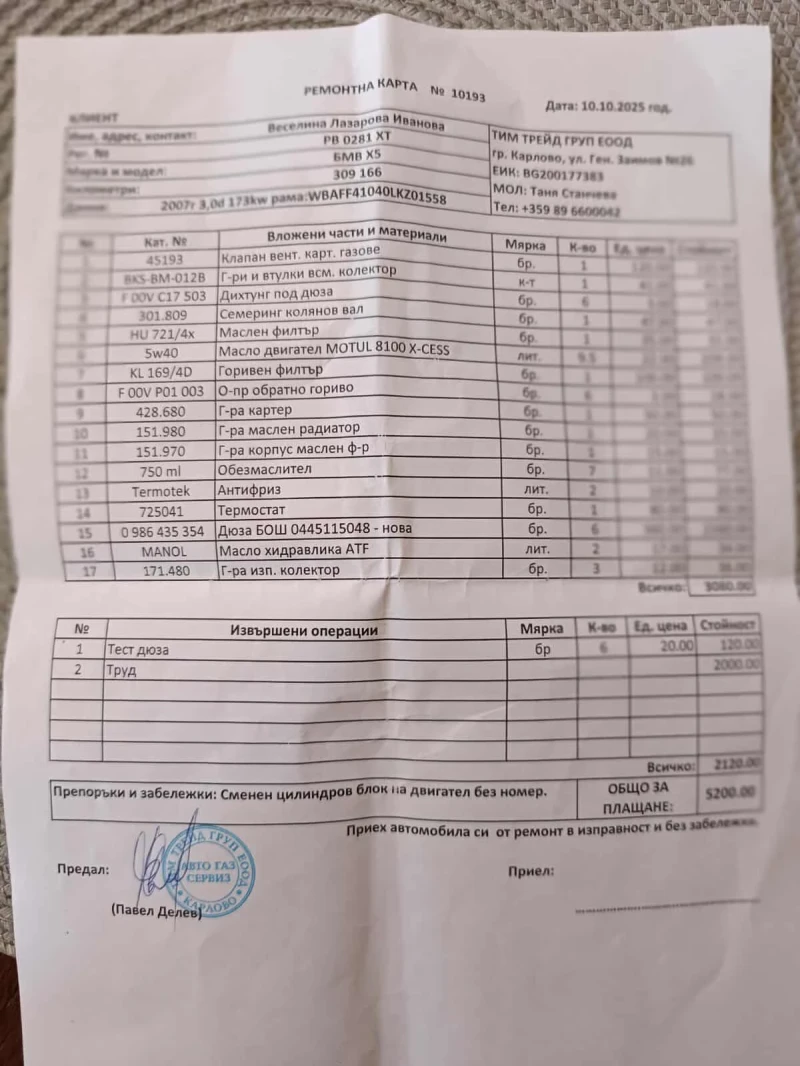 РЕМОНТНА КАРТА № 10193
Дата: 10.10.2025 год.
КЛИЕНТ
Име, адрес, контакт: Веселина Лазарова Иванова
Рег. № РВ 0281 ХТ
Марка и модел: БМВ Х5
Километри: 309 166
Данни: 2007г 3,0d 173kw рама:WBAFF41040LKZ01558
ТИМ ТРЕЙД ГРУП ЕООД
гр. Карлово, ул. Ген. Заимов
ЕИК: BG200177383
МОЛ: Таня Станчева
Тел: +359 89 6600042
№ Кат. № Вложени части и материали Мярка К-во Ед. цена Стойност
45193 Клапан вент. карт. газове бр. 1
BKS-BM-012B Г-ри и втулки всм. колектор к-т 1
F 00V C17 503 Дихтунг под дюза бр. 6
301.809 Семеринг колянов вал бр. 1
HU 721/4x Маслен филтър бр. 1
5w40 Масло двигател MOTUL 8100 X-CESS лит. 9.5
7 KL 169/4D Горивен филтър бр. 1
8 F 00V P01 003 О-пр обратно гориво бр. 6
9 428.680 Г-ра картер бр. 1
10 151.980 Г-ра маслен радиатор бр. 1
11 151.970 Г-ра корпус маслен ф-р бр. 1
12 750 ml Обезмаслител бр. 7
13 Termotek Антифриз лит. 2
14 725041 Термостат бр. 1
15 0 986 435 354 Дюза БОШ 0445115048 - нова бр. 6
16 MANOL Масло хидравлика ATF лит. 2
17 171.480 Г-ра изп. колектор бр. 3
Всичко: 3080.00
№ Извършени операции Мярка К-во Ед. цена Стойност
1 Тест дюза бр 6 20.00 120.00
2 Труд 2000.00
Всичко: 2120.00
Препоръки и забележки: Сменен цилиндров блок на двигател без номер.
ОБЩО ЗА ПЛАЩАНЕ: 5200.00
Приех автомобила си от ремонт в изправност и без забележки.
Предал:
Приел:
ТИМ ТРЕЙД ГРУП ЕООД
АВТО ГАЗ
СЕРВИЗ
КАРЛОВО
(Павел Делев)